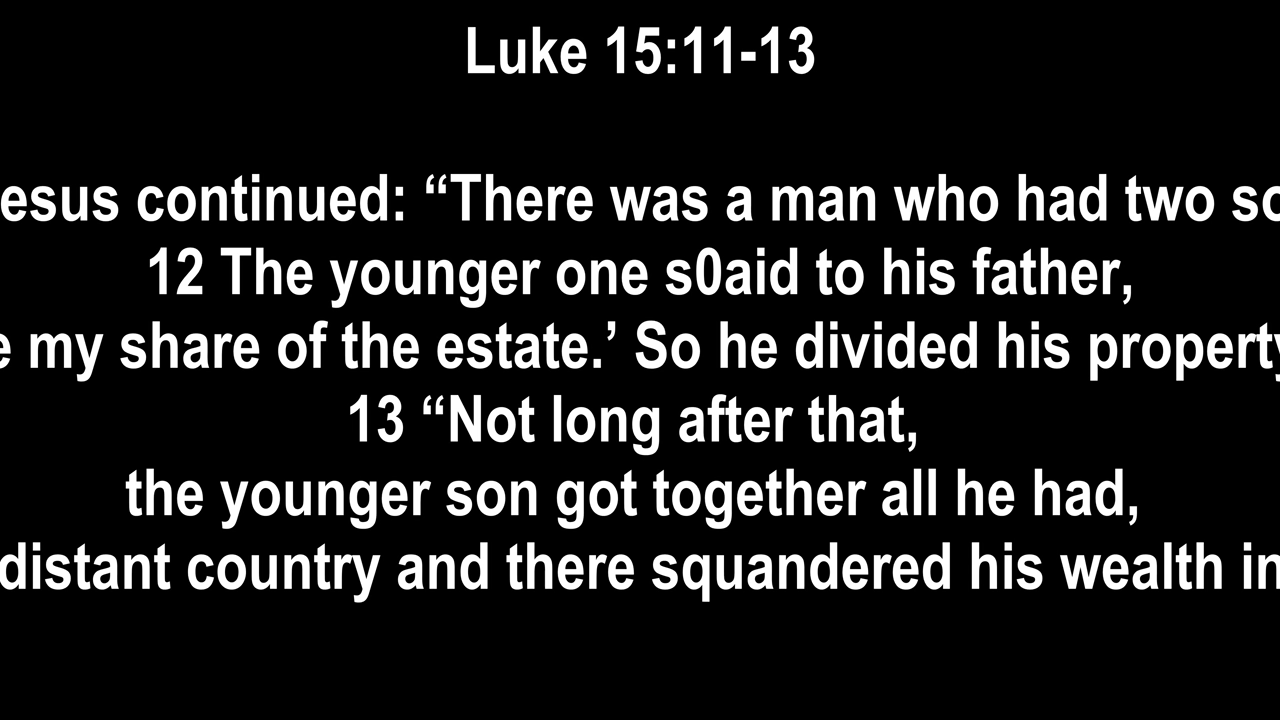 Luke 15:11-13
esus continued: “There was a man who had two so
12 The younger one s0aid to his father,
e my share of the estate.’ So he divided his property
13 “Not long after that,
the younger son got together all he had,
distant country and there squandered his wealth in